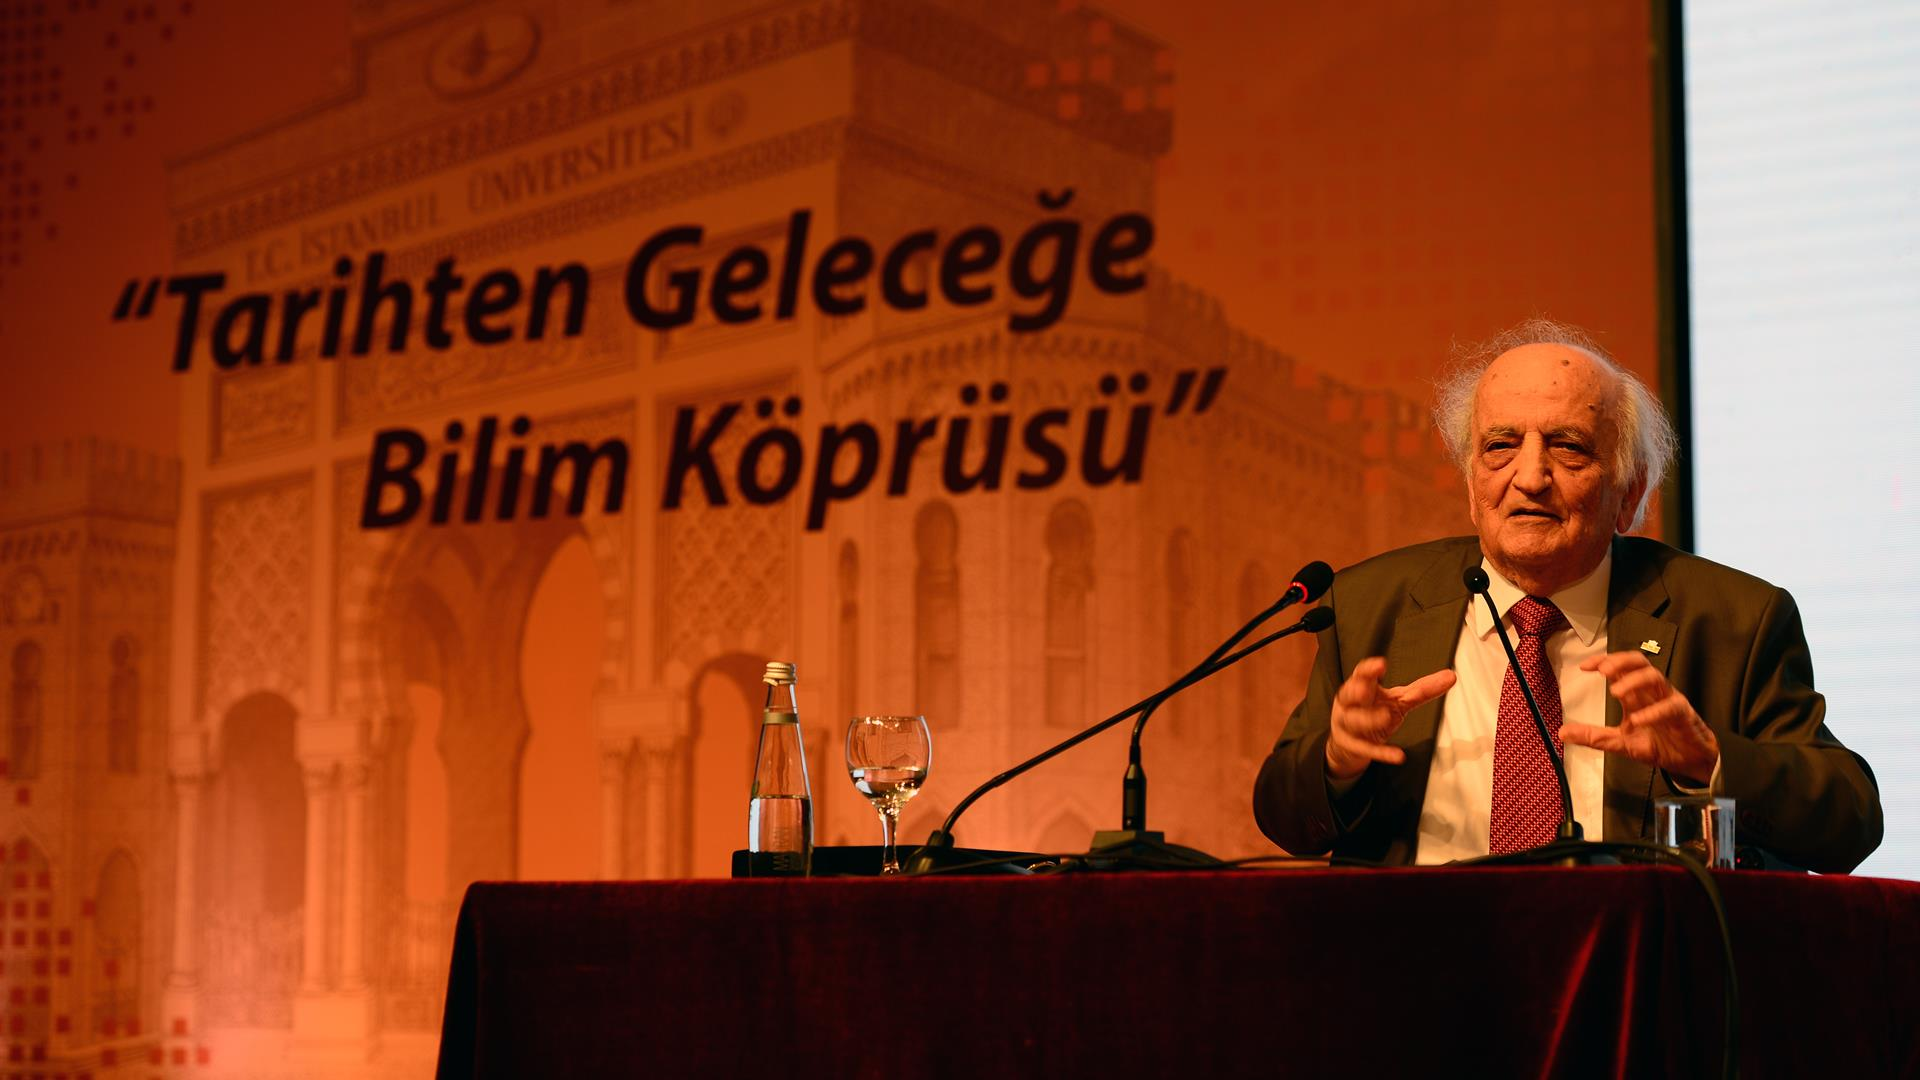 T.C. İSTANBUL ÜNİVERSİTESİ
“Tarihten Geleceğe
Bilim Köprüsü”